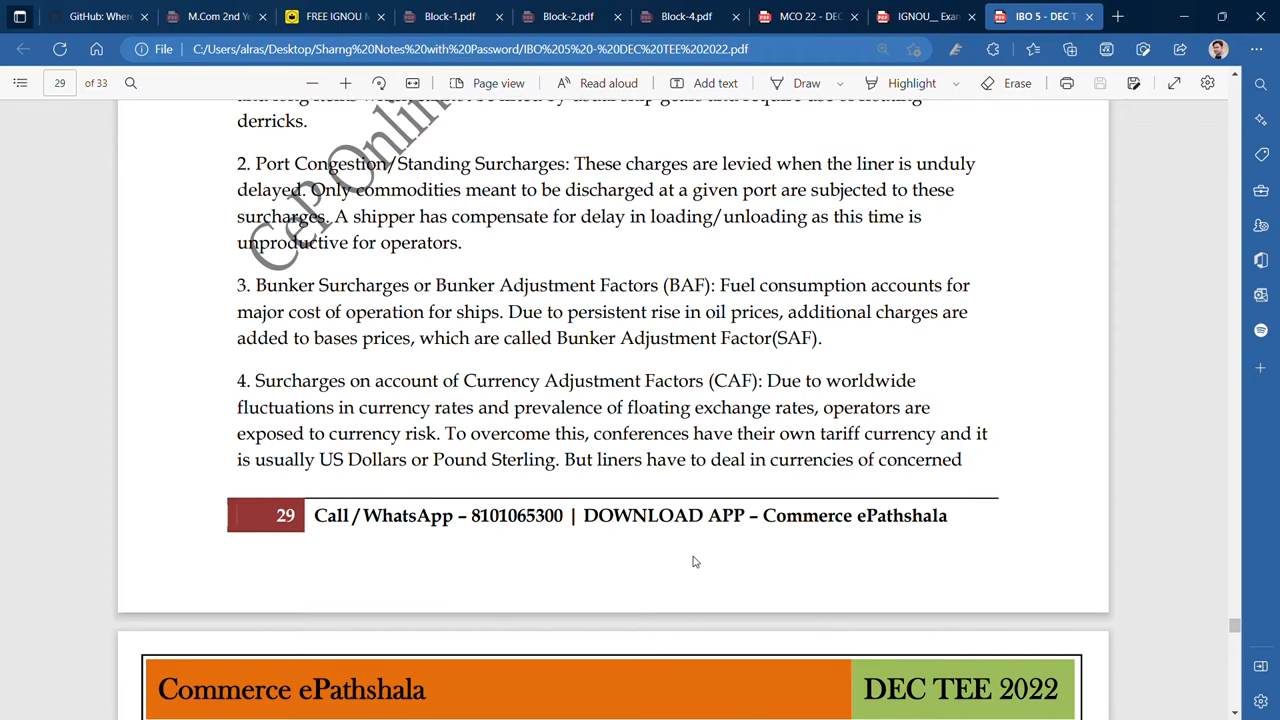 GitHub: Where
M.Com 2nd Y
FREE IGNOU M
Block-1.pdf
Block-2.pdf
Block-4.pdf
MCO 22 - DEC
IGNOU__ Exan
IBO 5 - DEC T
File
C:/Users/alras/Desktop/Sharng%20Notes%20with%20Password/IBO%205%20-%20DEC%20TEE%202022.pdf
29 of 33
Page view
Read aloud
Add text
Draw
Highlight
Erase
derricks.
2. Port Congestion/Standing Surcharges: These charges are levied when the liner is unduly
delayed. Only commodities meant to be discharged at a given port are subjected to these
surcharges. A shipper has compensate for delay in loading/unloading as this time is
unproductive for operators.
CeP Onlin
3. Bunker Surcharges or Bunker Adjustment Factors (BAF): Fuel consumption accounts for
major cost of operation for ships. Due to persistent rise in oil prices, additional charges are
added to bases prices, which are called Bunker Adjustment Factor(SAF).
4. Surcharges on account of Currency Adjustment Factors (CAF): Due to worldwide
fluctuations in currency rates and prevalence of floating exchange rates, operators are
exposed to currency risk. To overcome this, conferences have their own tariff currency and it
is usually US Dollars or Pound Sterling. But liners have to deal in currencies of concerned
29 Call/WhatsApp – 8101065300 | DOWNLOAD APP – Commerce ePathshala
Commerce ePathshala
DEC TEE 2022